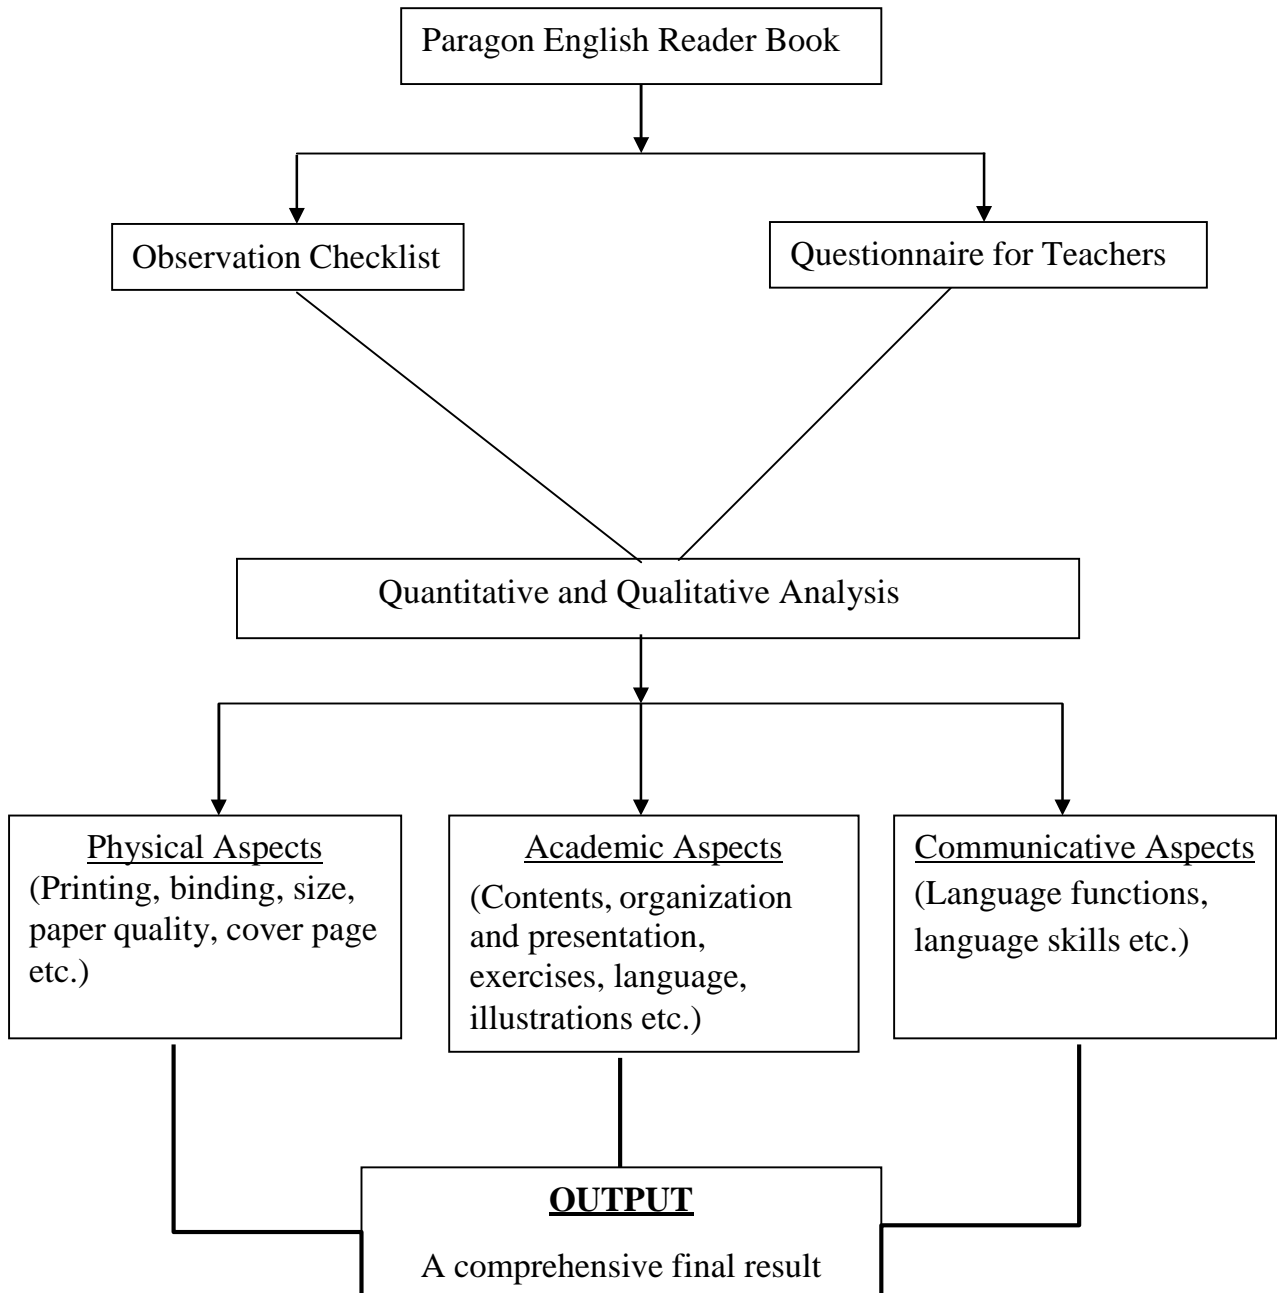 Paragon English Reader Book
Observation Checklist
Questionnaire for Teachers
Quantitative and Qualitative Analysis
Physical Aspects
(Printing, binding, size,
paper quality, cover page
etc.)
Academic Aspects
(Contents, organization
and presentation,
exercises, language,
illustrations etc.)
Communicative Aspects
(Language functions,
language skills etc.)
OUTPUT
A comprehensive final result